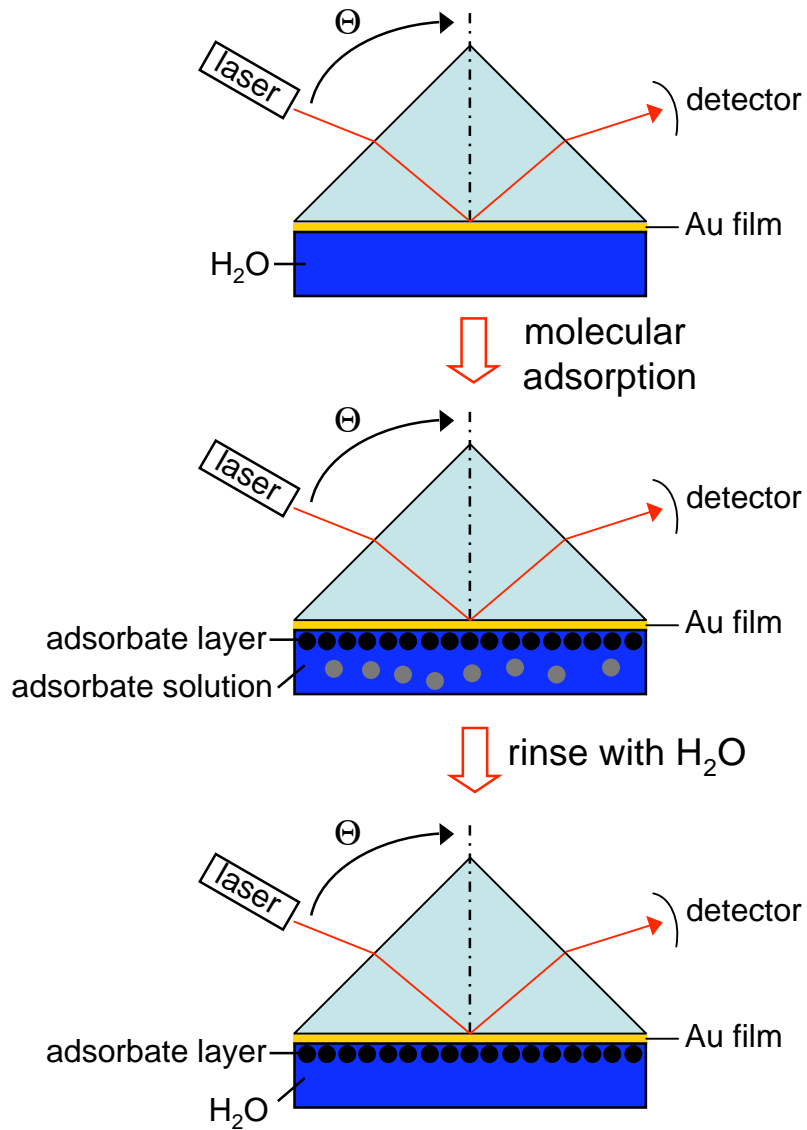 Θ
laser
detector
Au film
H₂O
molecular
adsorption
Θ
laser
detector
Au film
adsorbate layer
adsorbate solution
rinse with H₂O
Θ
laser
detector
Au film
adsorbate layer
H₂O